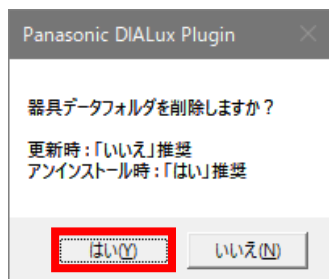 Panasonic DIALux Plugin
器具データフォルダを削除しますか？
更新時：「いいえ」推奨
アンインストール時：「はい」推奨
はい(Y)
いいえ(N)